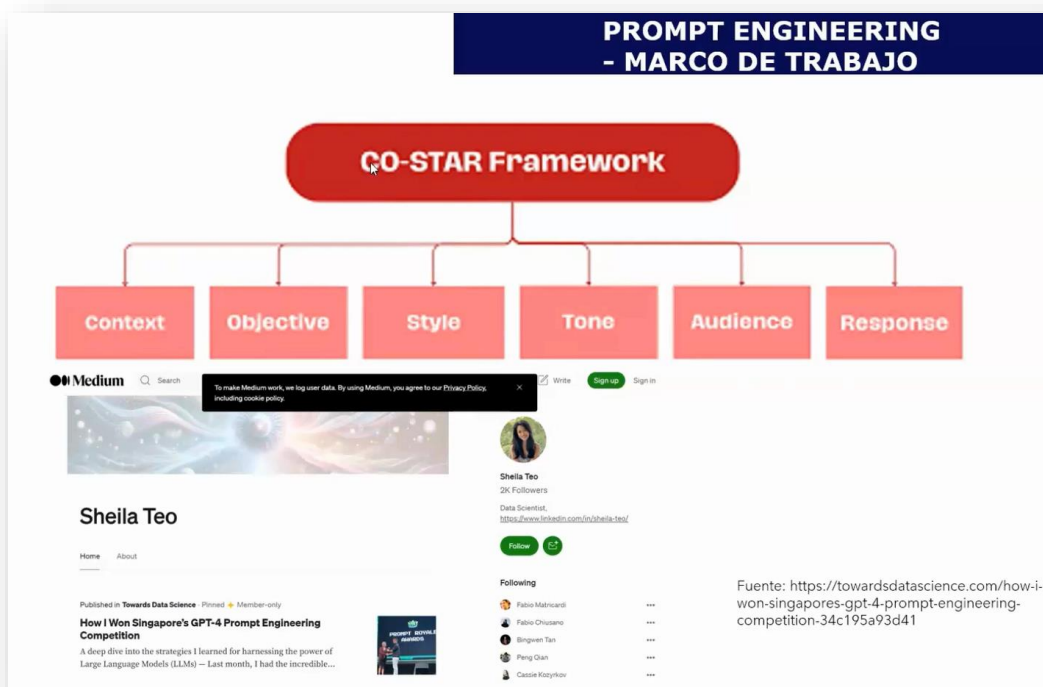 PROMPT ENGINEERING
- MARCO DE TRABAJO
CO-STAR Framework
Context
Objective
Style
Tone
Audience
Response
Medium
Search
To make Medium work, we log user data. By using Medium, you agree to our Privacy Policy,
including cookie policy.
Write
Sign up
Sign in
Sheila Teo
Home
About
Published in Towards Data Science · Pinned Member-only
How I Won Singapore's GPT-4 Prompt Engineering
Competition
A deep dive into the strategies I learned for harnessing the power of
Large Language Models (LLMs) — Last month, I had the incredible...
PROMPT ROYALE
AWARDS
Sheila Teo
2K Followers
Data Scientist,
https://www.linkedin.com/in/sheila-teo/
Follow
Following
Fabio Matricardi
Fabio Chiusano
Bingwen Tan
Peng Qian
Cassie Kozyrkov
Fuente: https://towardsdatascience.com/how-i-
won-singapores-gpt-4-prompt-engineering-
competition-34c195a93d41